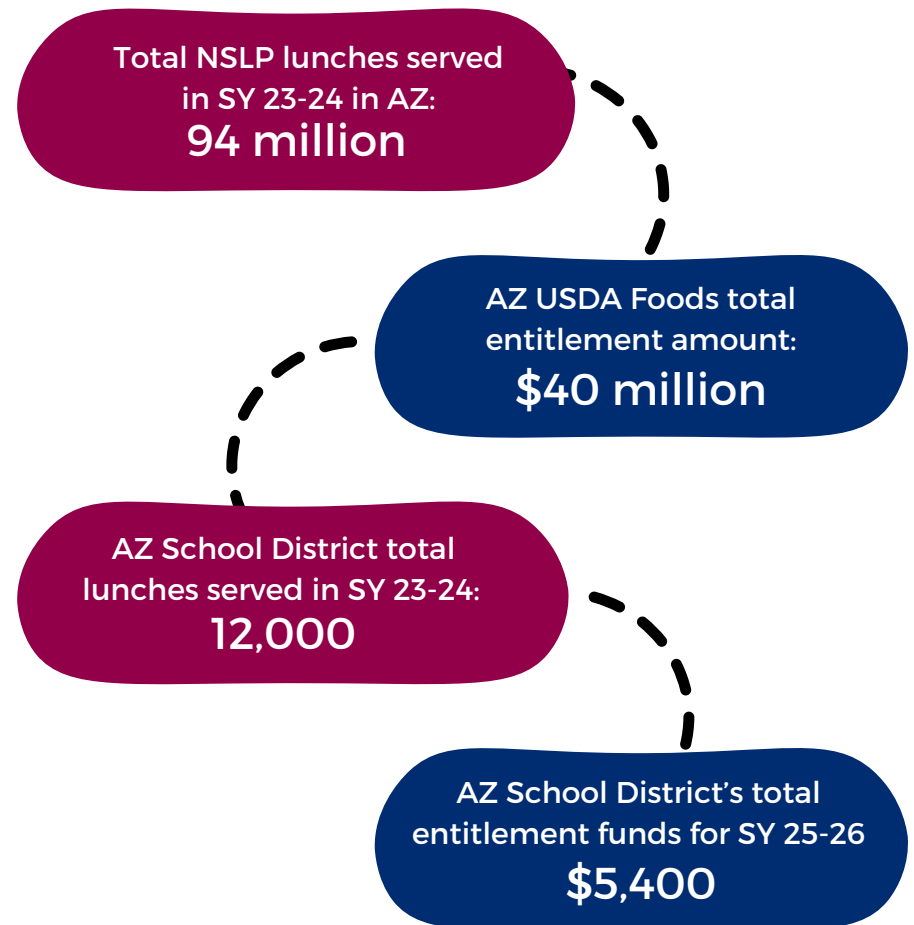 Total NSLP lunches served
in SY 23-24 in AZ:
94 million
AZ USDA Foods total
entitlement amount:
$40 million
AZ School District total
lunches served in SY 23-24:
12,000
AZ School District’s total
entitlement funds for SY 25-26
$5,400